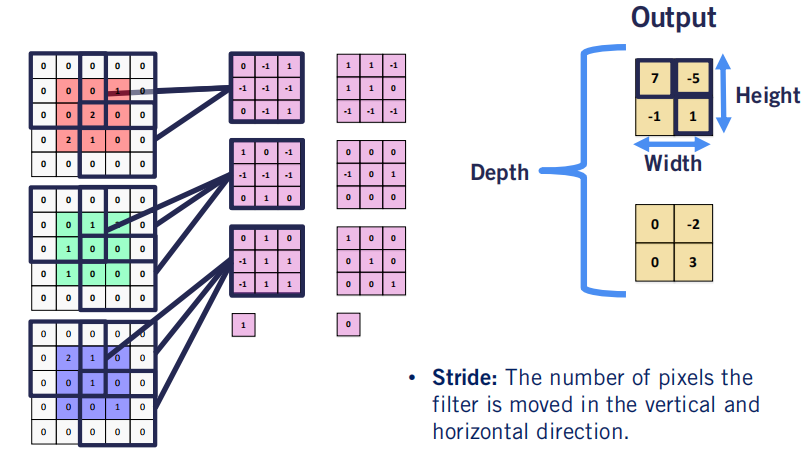 Output
0 0 0 0 0
0 0 0 1 0
0 0 2 0 0
0 2 1 0 0
0 0 0 0 0
0 0 0 0 0
0 0 1 0
0 1 0 0 0
0 1 0 0 0
0 0 0 0 0
0 0 0 0 0
0 2 1 0 0
0 0 1 0 0
0 0 0 1 0
0 0 0 0 0
0 -1 1
-1 -1 -1
0 -1 1
1 0 -1
-1 -1 -1
0 1 0
0 1 0
-1 1 1
-1 1 1
1
1 1 -1
1 1 0
-1 -1 -1
0 0 0
-1 0 1
0 0 0
1 0 0
0 1 0
0 0 1
0
Depth
7 -5
-1 1
Height
Width
0 -2
0 3
• Stride: The number of pixels the
filter is moved in the vertical and
horizontal direction.